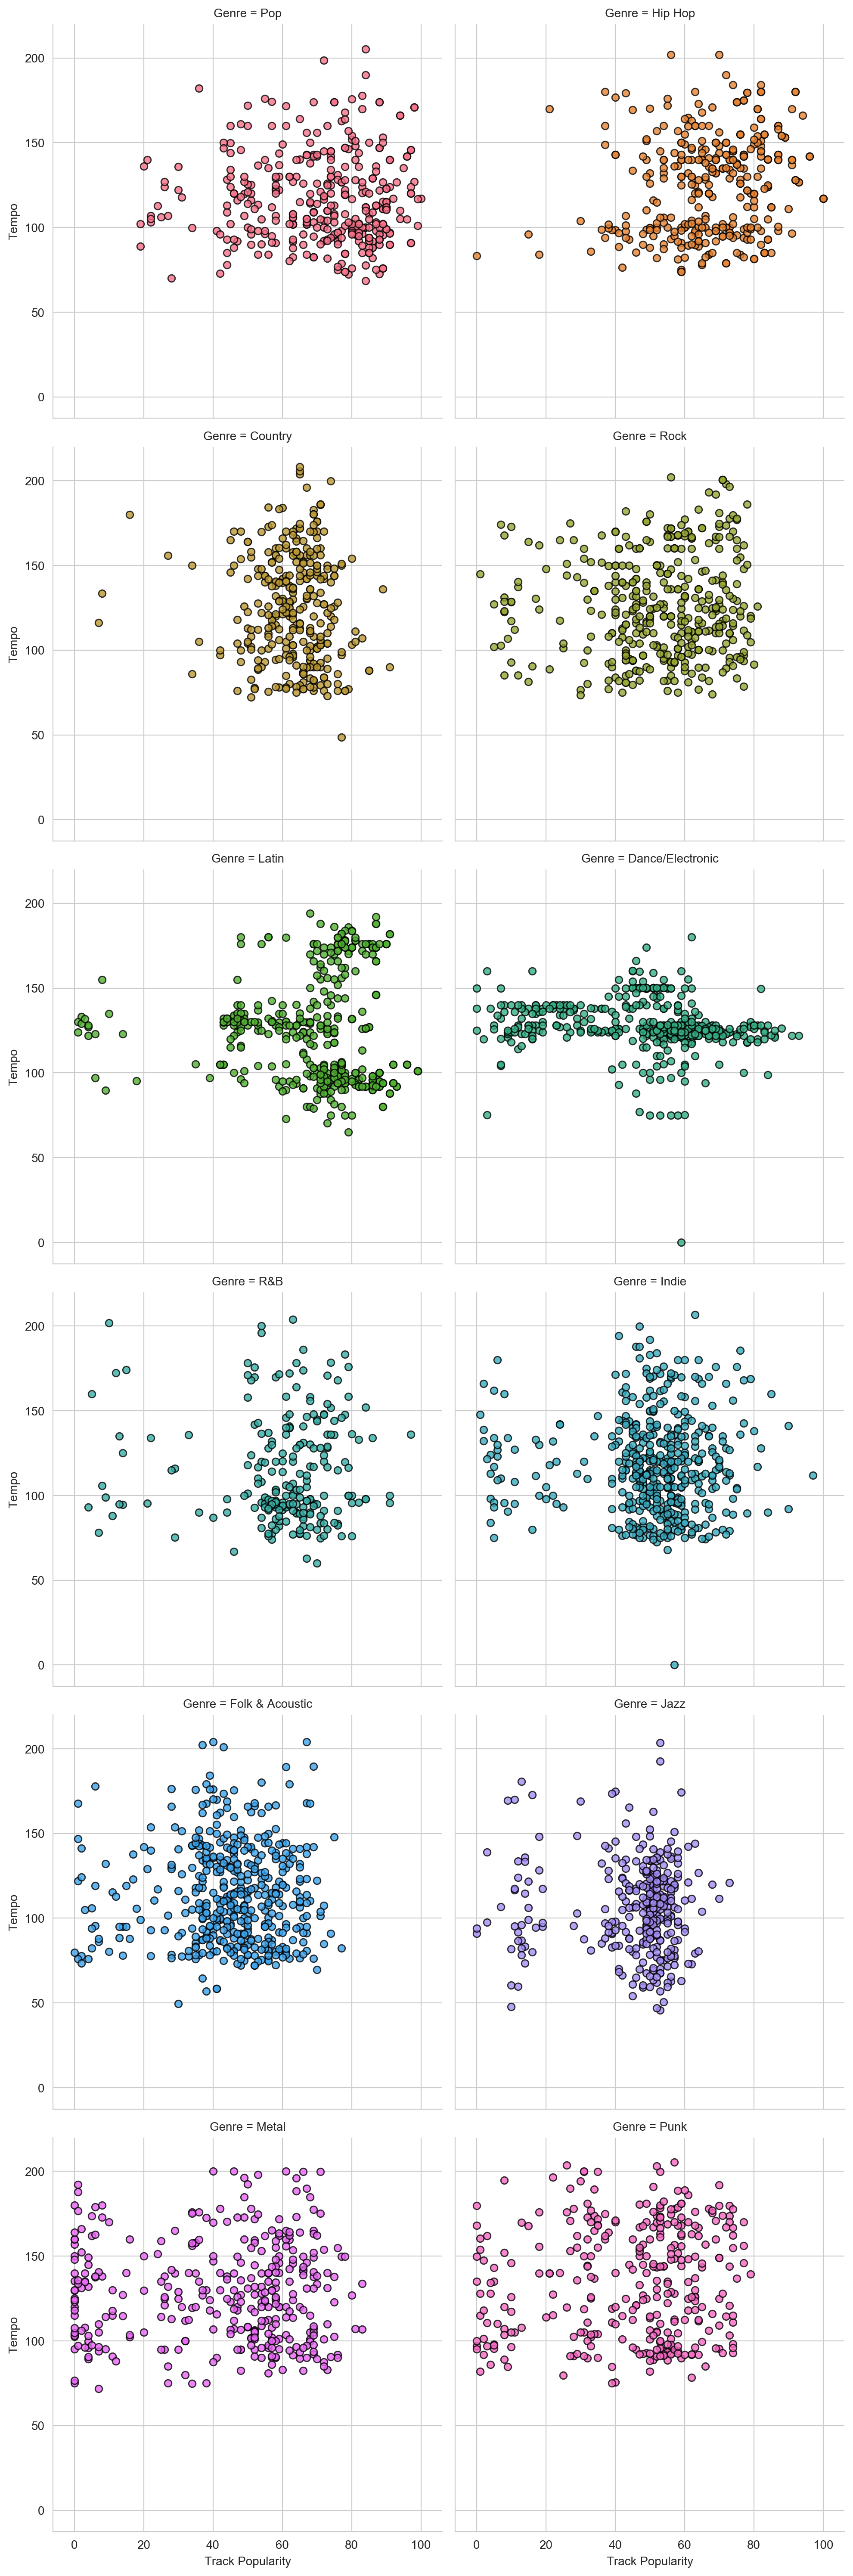 Genre = Pop
Genre = Hip Hop
200
150
100
50
0
Tempo
Genre = Country
Genre = Rock
200
150
100
50
0
Tempo
Genre = Latin
Genre = Dance/Electronic
200
150
100
50
0
Tempo
Genre = R&B
Genre = Indie
200
150
100
50
0
Tempo
Genre = Folk & Acoustic
Genre = Jazz
200
150
100
50
0
Tempo
Genre = Metal
Genre = Punk
200
150
100
50
0
Tempo
0 20 40 60 80 100
0 20 40 60 80 100
Track Popularity
Track Popularity